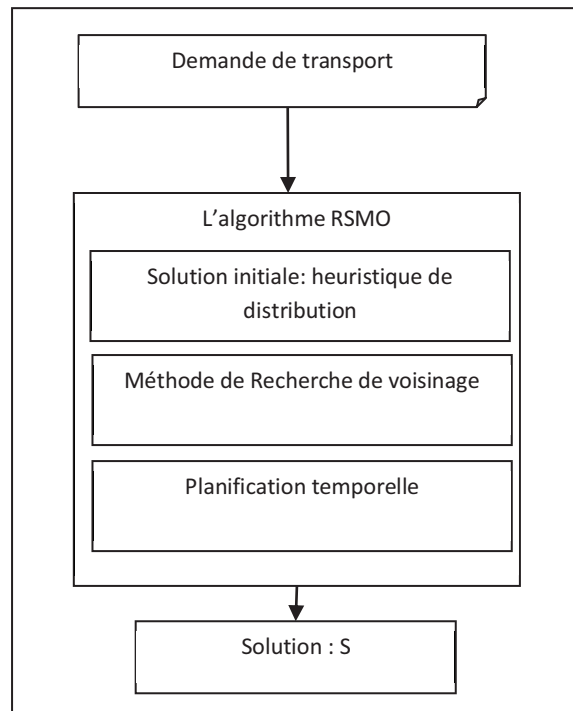 Demande de transport
L'algorithme RSMO
Solution initiale: heuristique de
distribution
Méthode de Recherche de voisinage
Planification temporelle
Solution : S